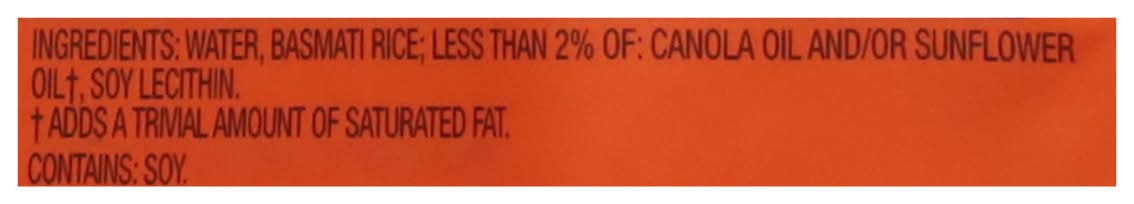 INGREDIENTS: WATER, BASMATI RICE; LESS THAN 2% OF: CANOLA OIL AND/OR SUNFLOWER
OIL†, SOY LECITHIN.
† ADDS A TRIVIAL AMOUNT OF SATURATED FAT.
CONTAINS: SOY.